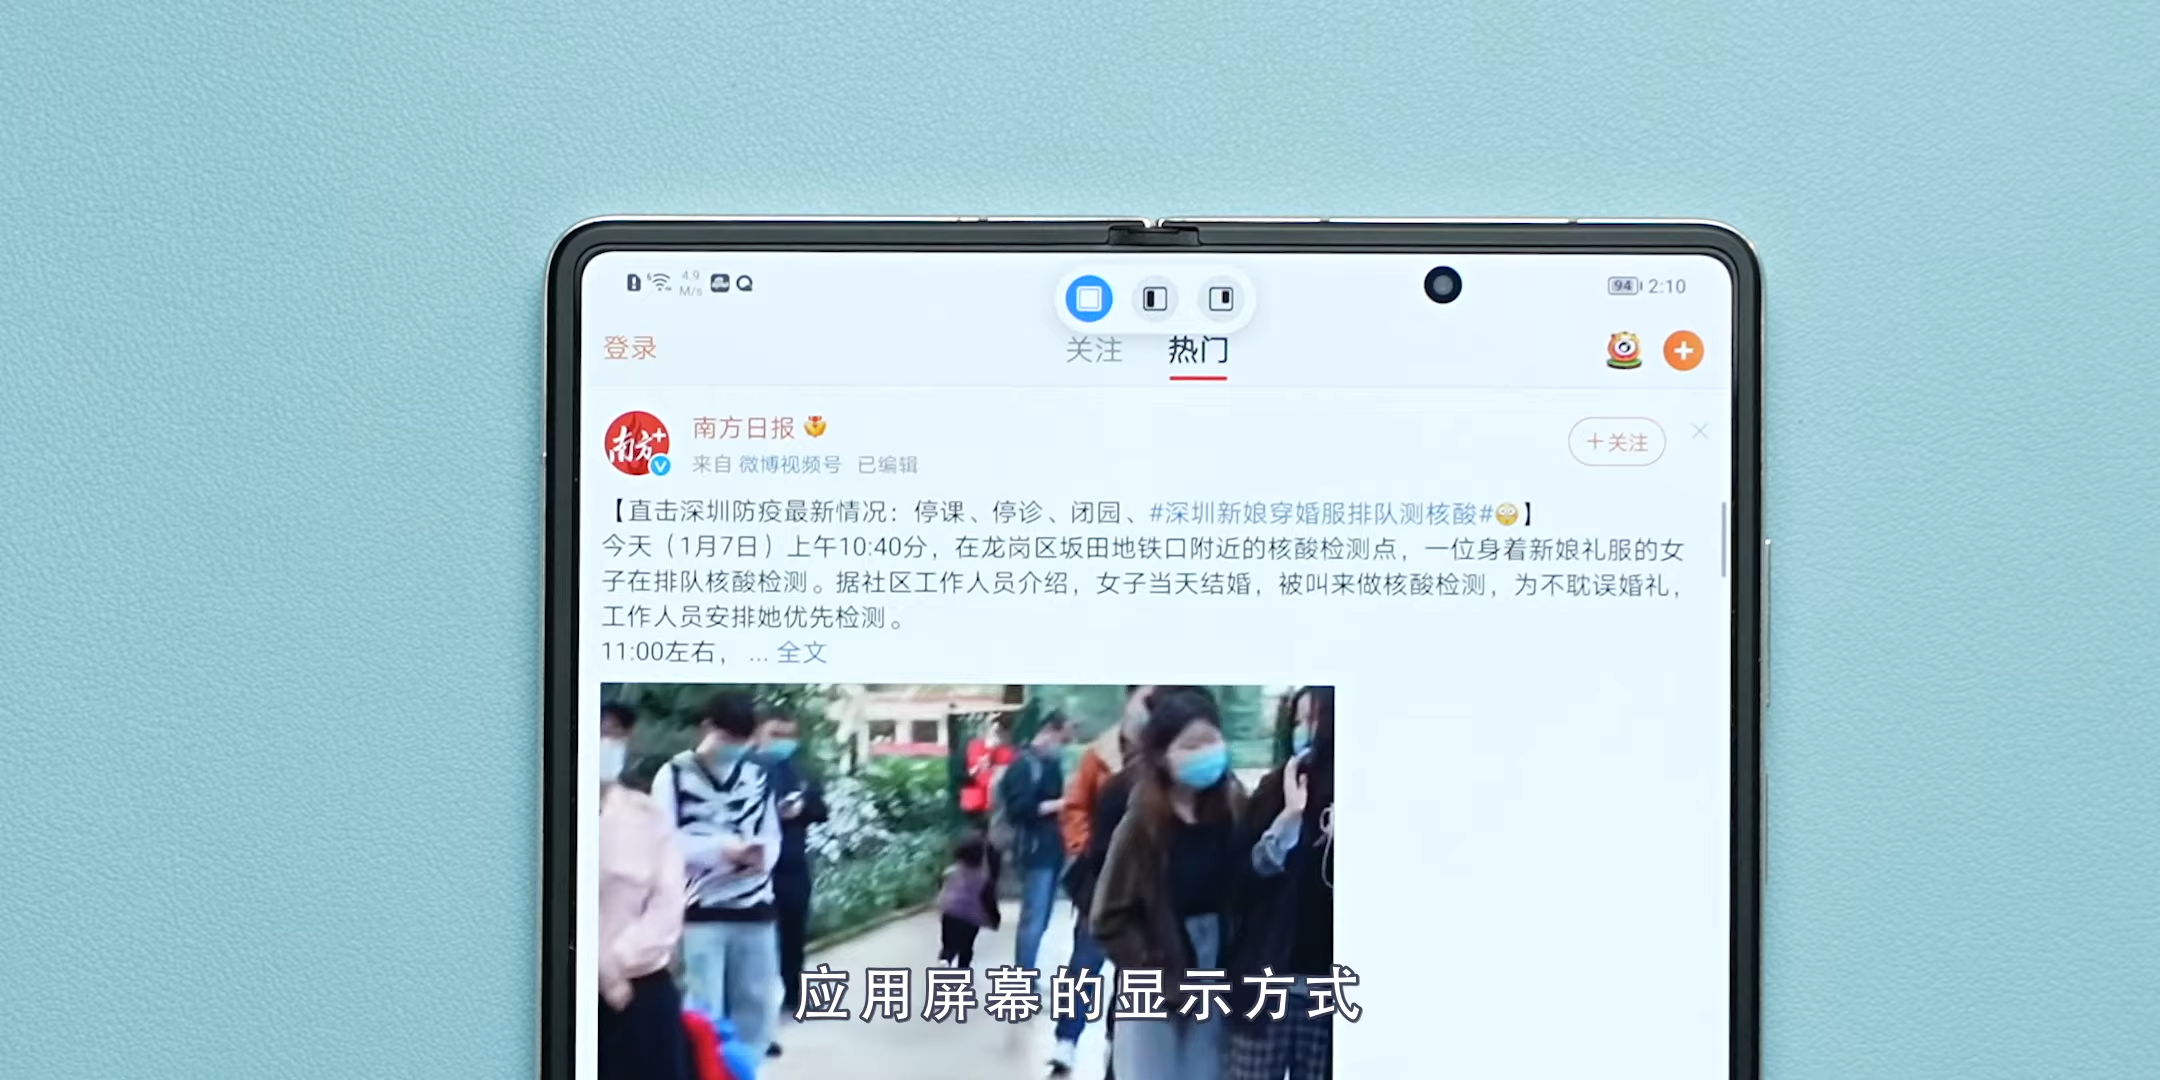 4.9
M/s
94
2:10
登录
关注
热门
南方+
南方日报
来自 微博视频号 已编辑
+关注
【直击深圳防疫最新情况：停课、停诊、闭园、#深圳新娘穿婚服排队测核酸#】
今天（1月7日）上午10:40分，在龙岗区坂田地铁口附近的核酸检测点，一位身着新娘礼服的女
子在排队核酸检测。据社区工作人员介绍，女子当天结婚，被叫来做核酸检测，为不耽误婚礼，
工作人员安排她优先检测。
11:00左右， ... 全文
应用屏幕的显示方式